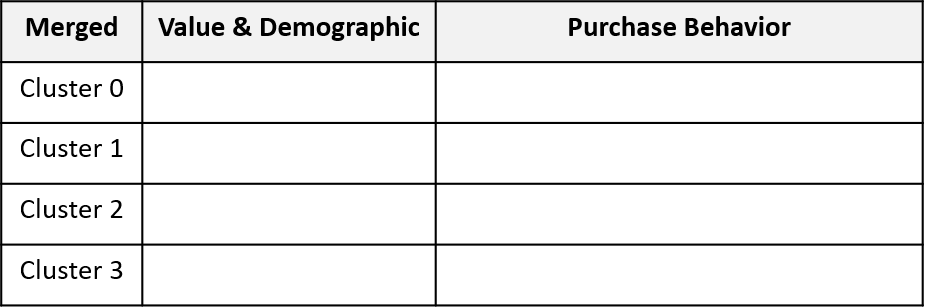 Merged Value & Demographic Purchase Behavior
Cluster 0
Cluster 1
Cluster 2
Cluster 3